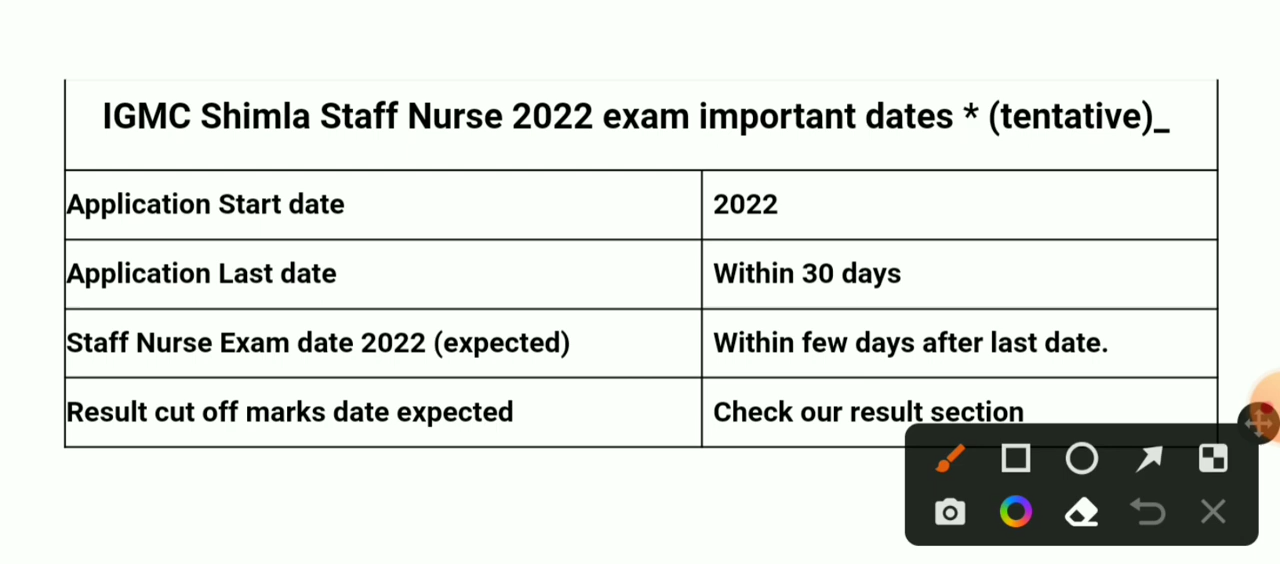 IGMC Shimla Staff Nurse 2022 exam important dates * (tentative)_
Application Start date 2022
Application Last date Within 30 days
Staff Nurse Exam date 2022 (expected) Within few days after last date.
Result cut off marks date expected Check our result section